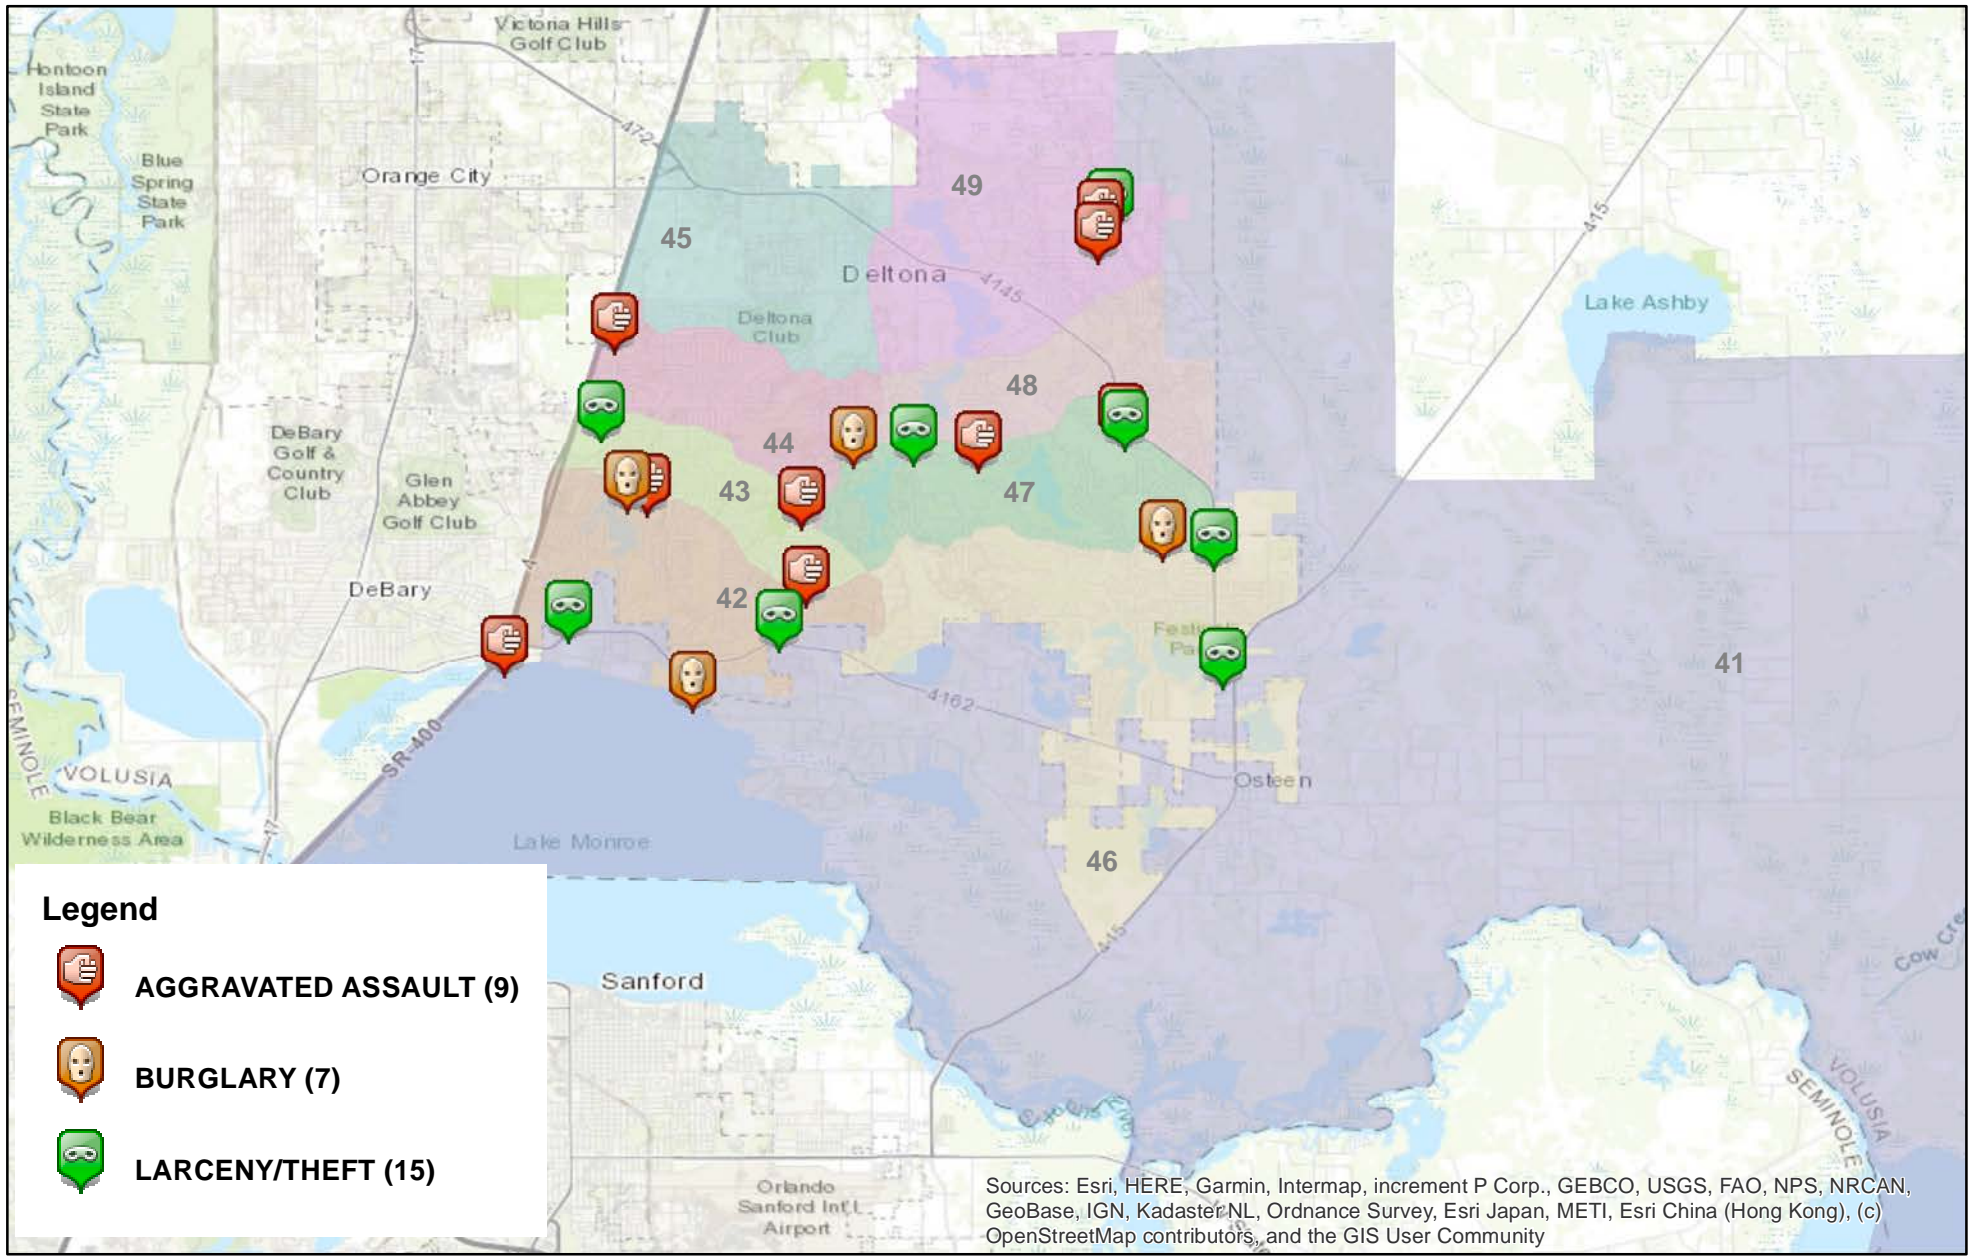 Victoria Hills
Golf Club
Hontoon
Island
State
Park
17
472
Blue
Spring
State
Park
Orange City
49
45
415
Deltona
4145
Lake Ashby
Deltona
Club
48
DeBary
Golf &
Country
Club
44
Glen
Abbey
Golf Club
43
47
4
DeBary
42
41
4162
SEMINOLE
VOLUSIA
SR-400
Osteen
Black Bear
Wilderness Area
17
Lake Monroe
46
415
Legend
AGGRAVATED ASSAULT (9)
BURGLARY (7)
LARCENY/THEFT (15)
Sanford
VOLUSIA
SEMINOLE
Orlando
Sanford Int'L
Airport
Sources: Esri, HERE, Garmin, Intermap, increment P Corp., GEBCO, USGS, FAO, NPS, NRCAN,
GeoBase, IGN, Kadaster NL, Ordnance Survey, Esri Japan, METI, Esri China (Hong Kong), (c)
OpenStreetMap contributors, and the GIS User Community